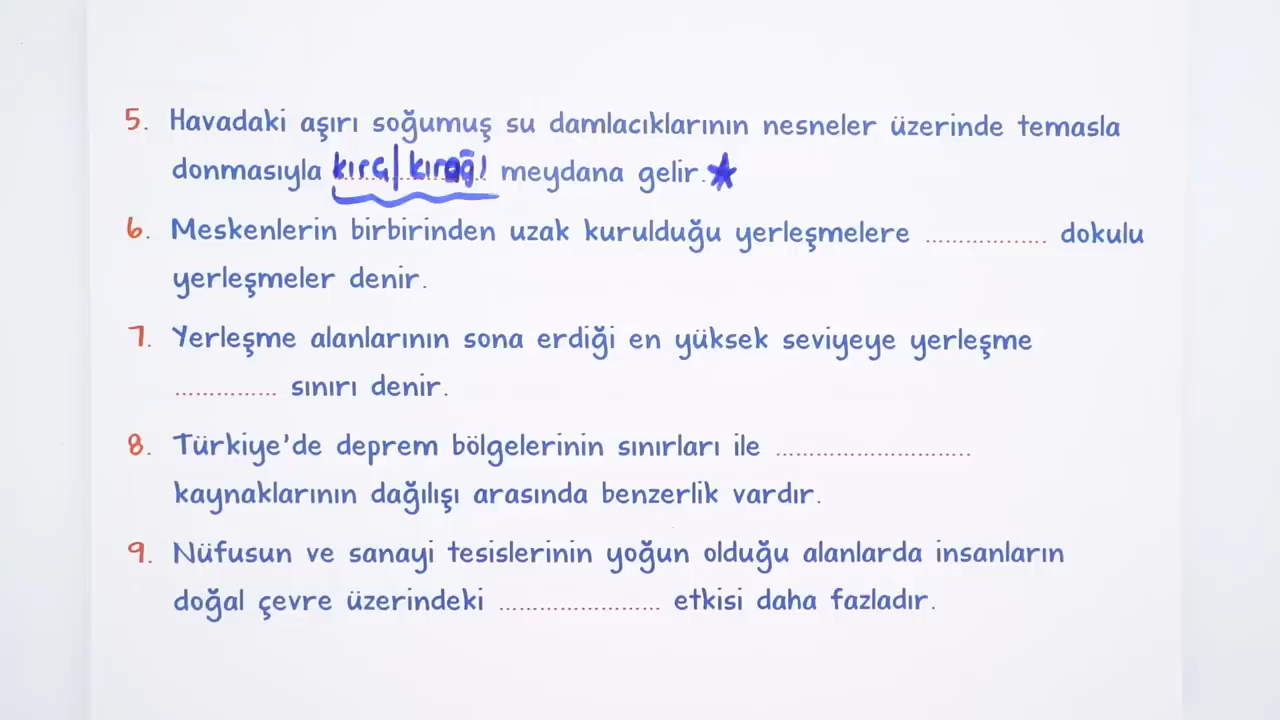 5. Havadaki aşırı soğumuş su damlacıklarının nesneler üzerinde temasla
donmasıyla kırç/kırağı meydana gelir.
6. Meskenlerin birbirinden uzak kurulduğu yerleşmelere .................. dokulu
yerleşmeler denir.
7. Yerleşme alanlarının sona erdiği en yüksek seviyeye yerleşme
............... sınırı denir.
8. Türkiye'de deprem bölgelerinin sınırları ile .............................
kaynaklarının dağılışı arasında benzerlik vardır.
9. Nüfusun ve sanayi tesislerinin yoğun olduğu alanlarda insanların
doğal çevre üzerindeki ........................ etkisi daha fazladır.